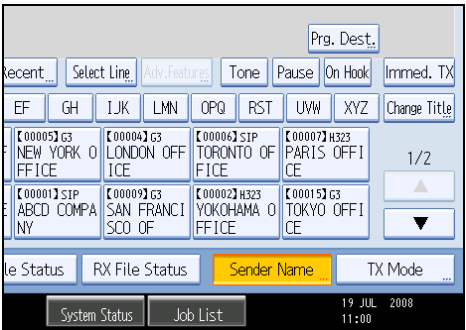 Prg. Dest.
Recent Select Line Adv.Features Tone Pause On Hook Immed. TX
EF GH IJK LMN OPQ RST UVW XYZ Change Title
【00005】G3 【00004】G3 【00006】SIP 【00007】H323
NEW YORK O LONDON OFF TORONTO OF PARIS OFFI
FFICE ICE FICE CE
1/2
【00001】SIP 【00009】G3 【00002】H323 【00015】G3
ABCD COMPA SAN FRANCI YOKOHAMA O TOKYO OFFI
NY SCO OF FFICE CE
le Status RX File Status Sender Name TX Mode
System Status Job List 19 JUL 2008
11:00